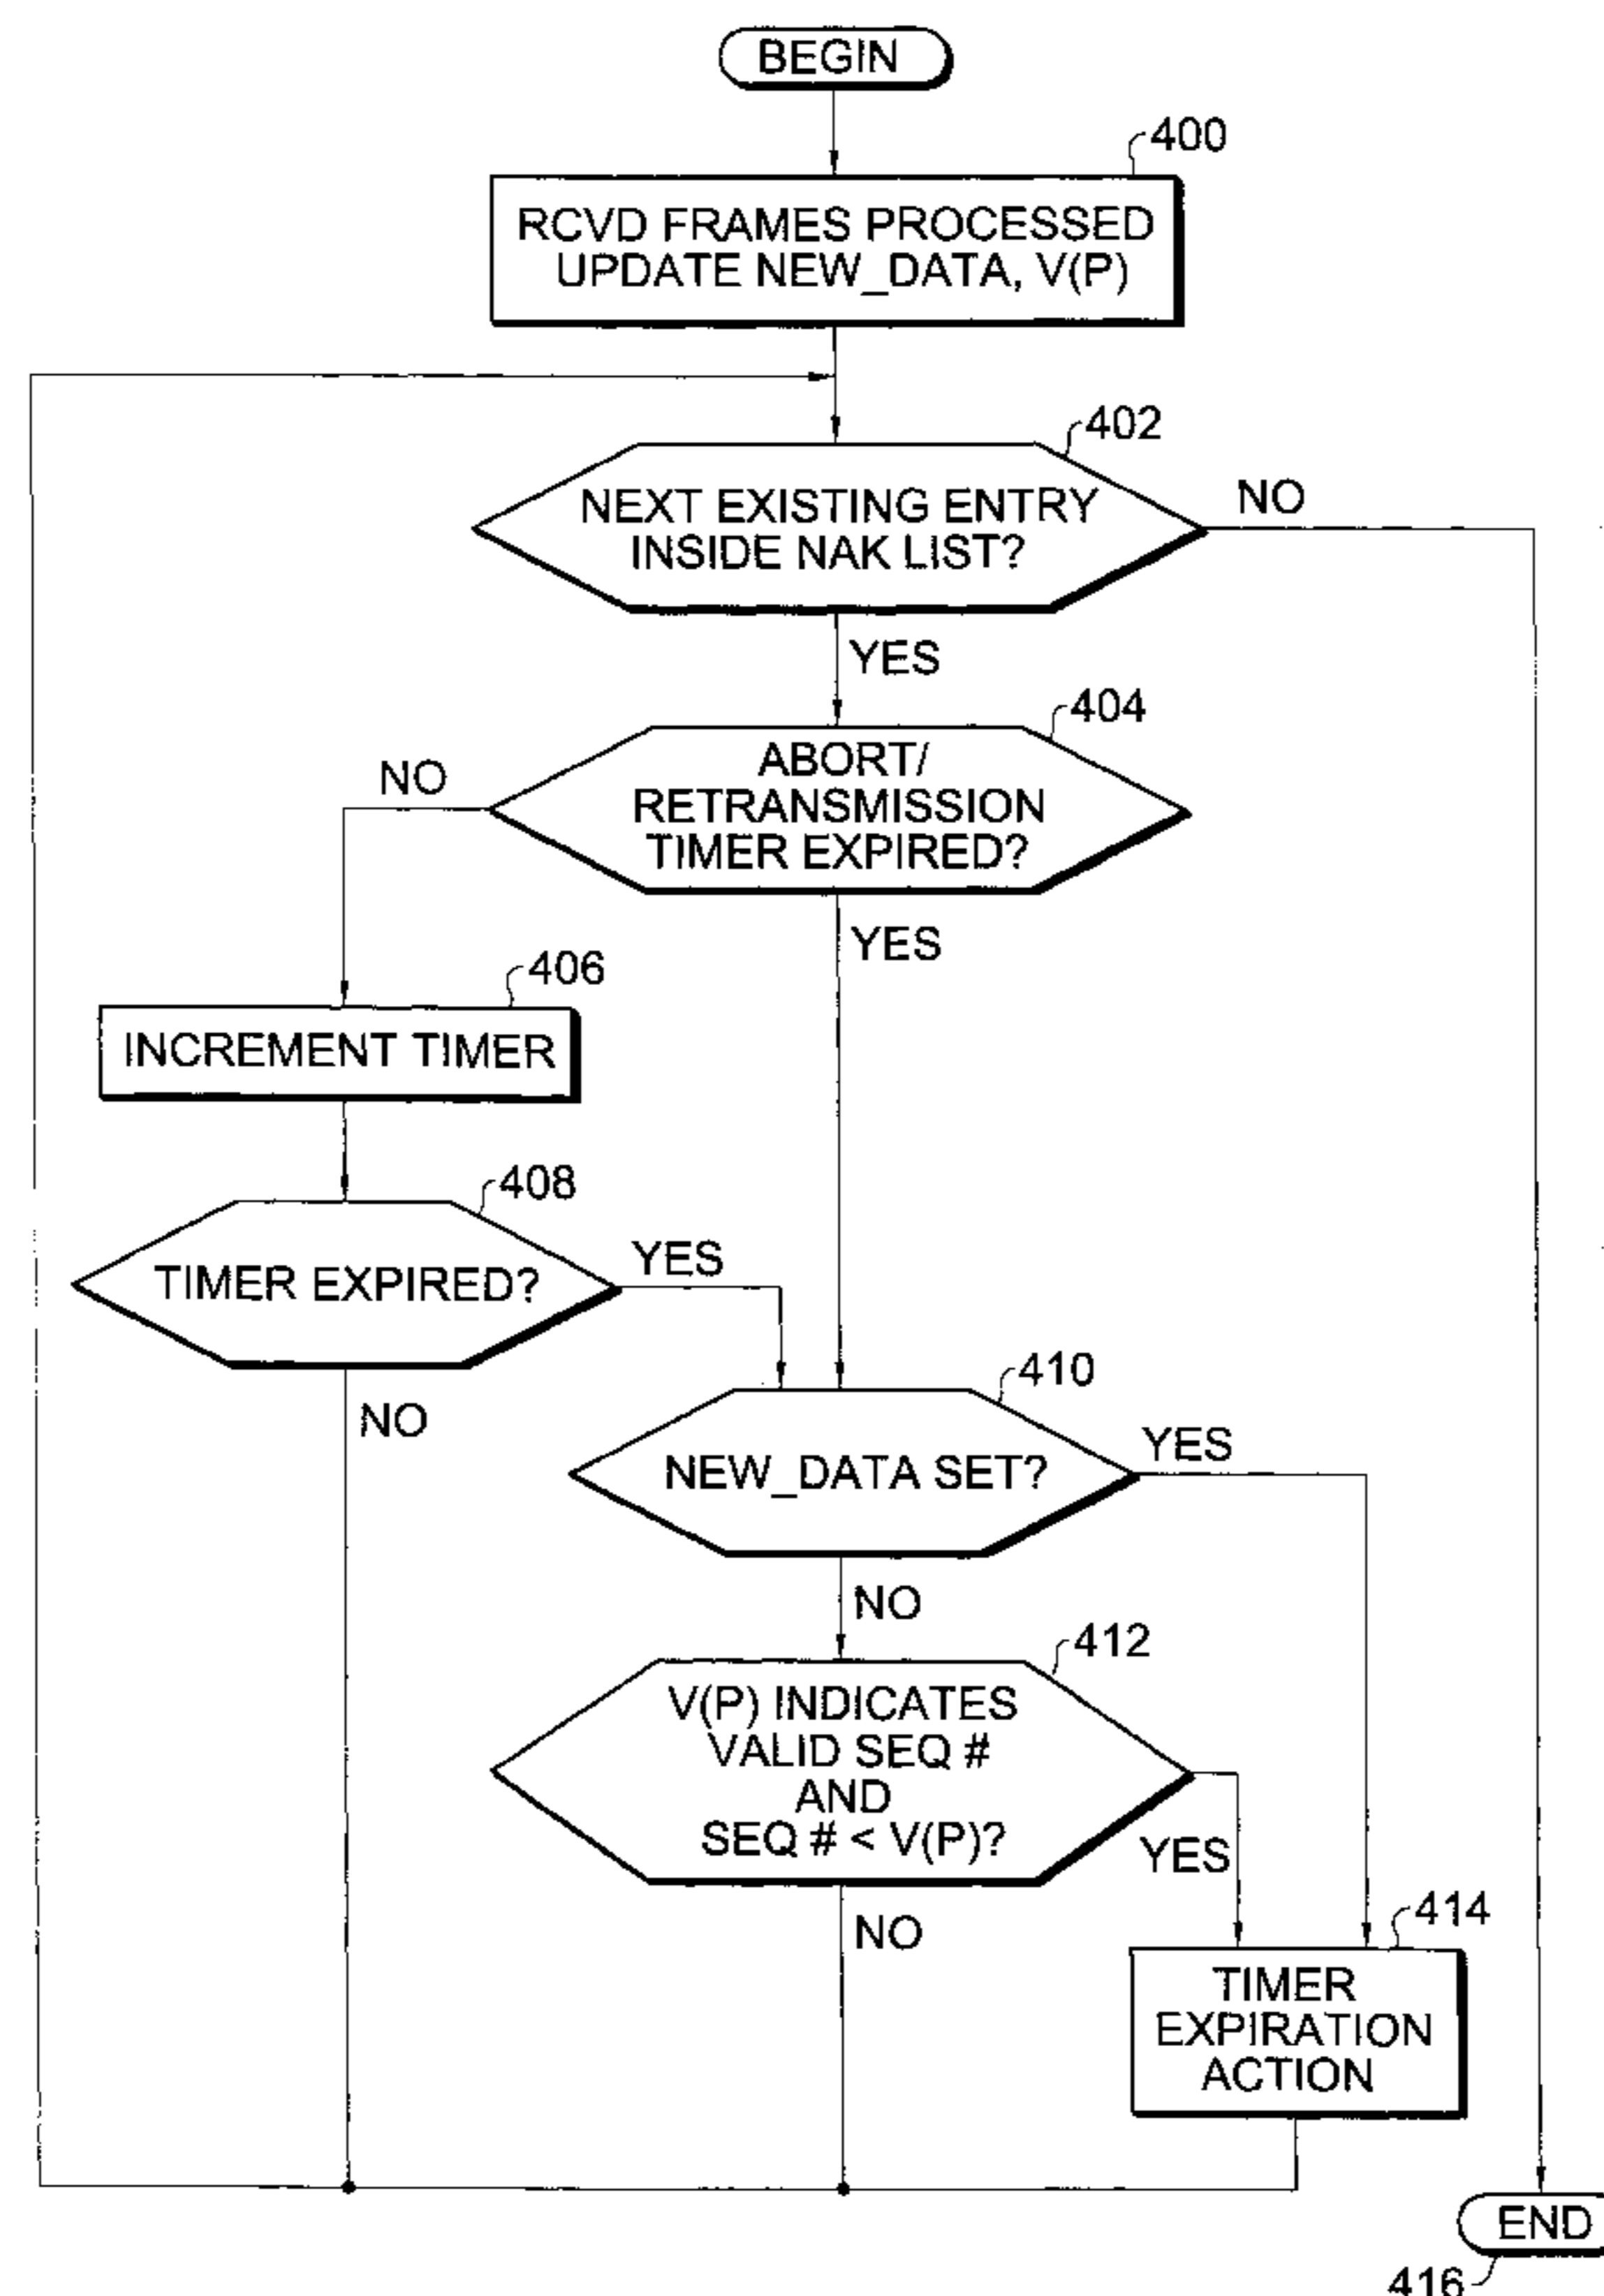 BEGIN
400
RCVD FRAMES PROCESSED
UPDATE NEW_DATA, V(P)
402
NEXT EXISTING ENTRY
INSIDE NAK LIST?
NO
YES
404
ABORT/
RETRANSMISSION
TIMER EXPIRED?
NO
YES
406
INCREMENT TIMER
408
TIMER EXPIRED?
YES
NO
410
NEW_DATA SET?
YES
NO
412
V(P) INDICATES
VALID SEQ #
AND
SEQ # < V(P)?
YES
NO
414
TIMER
EXPIRATION
ACTION
END
416